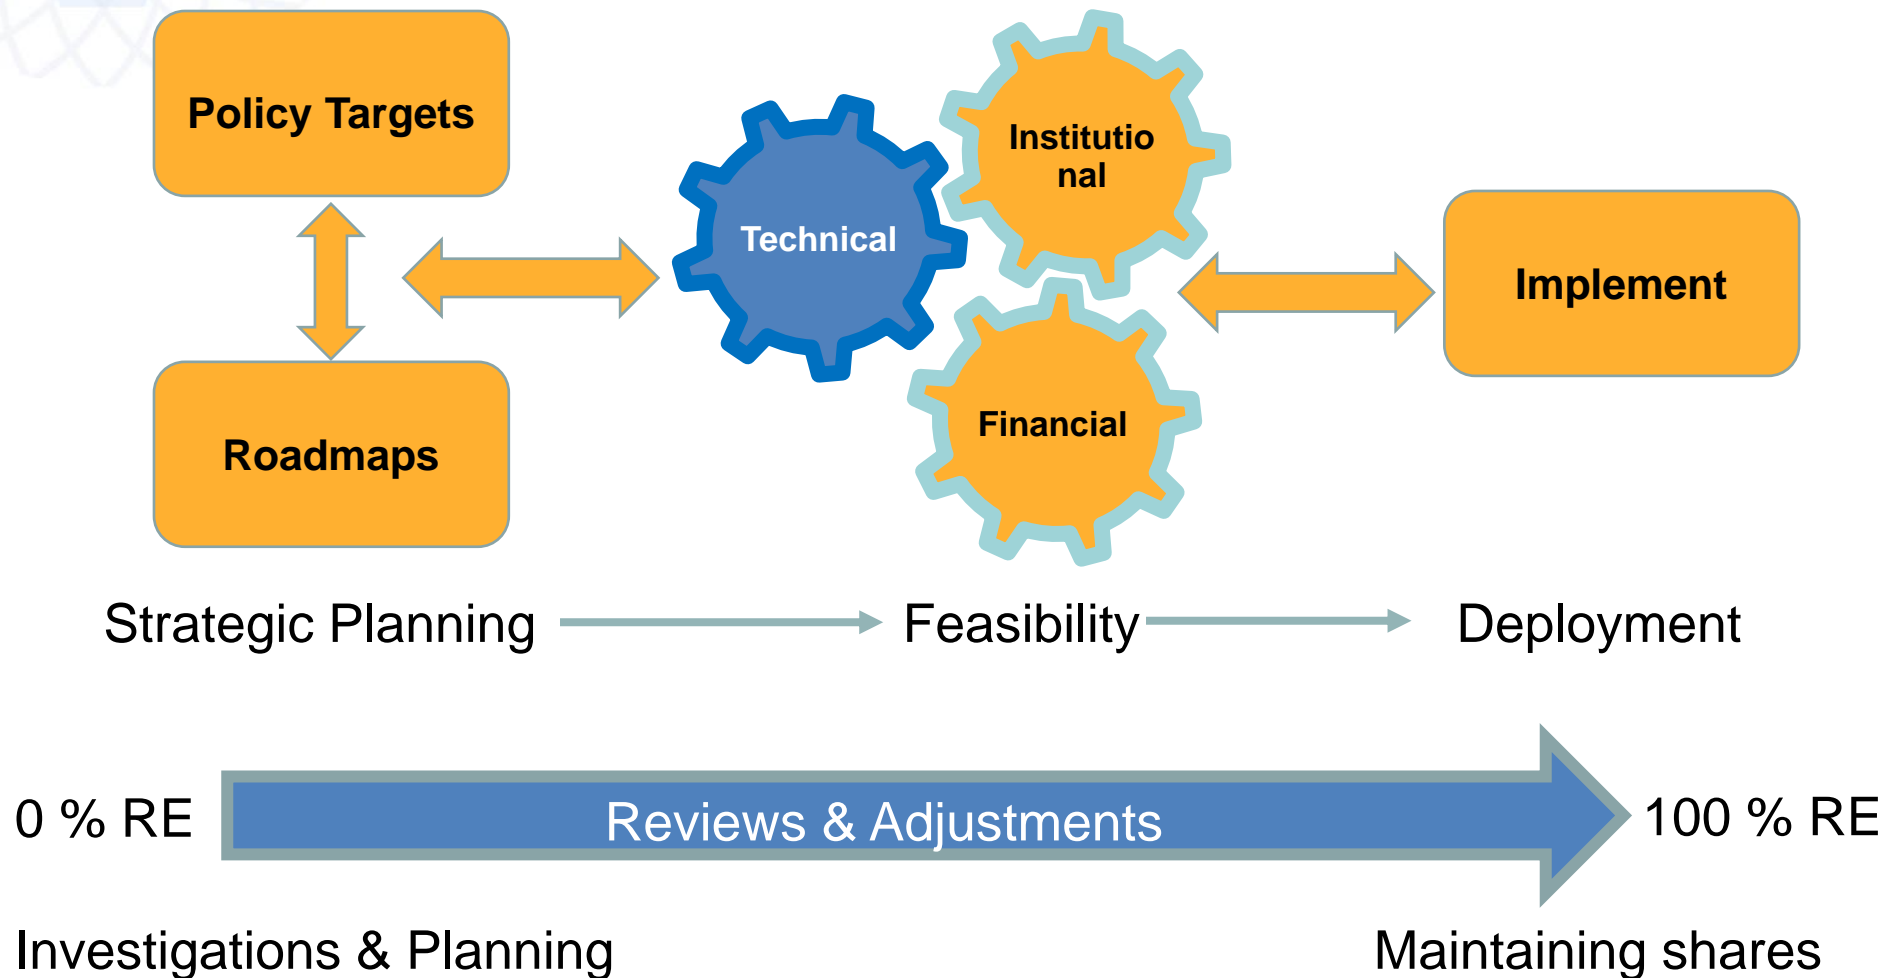 Policy Targets
Roadmaps
Technical
Institutio
nal
Financial
Implement
Strategic Planning
Feasibility
Deployment
0 % RE
Reviews & Adjustments
100 % RE
Investigations & Planning
Maintaining shares